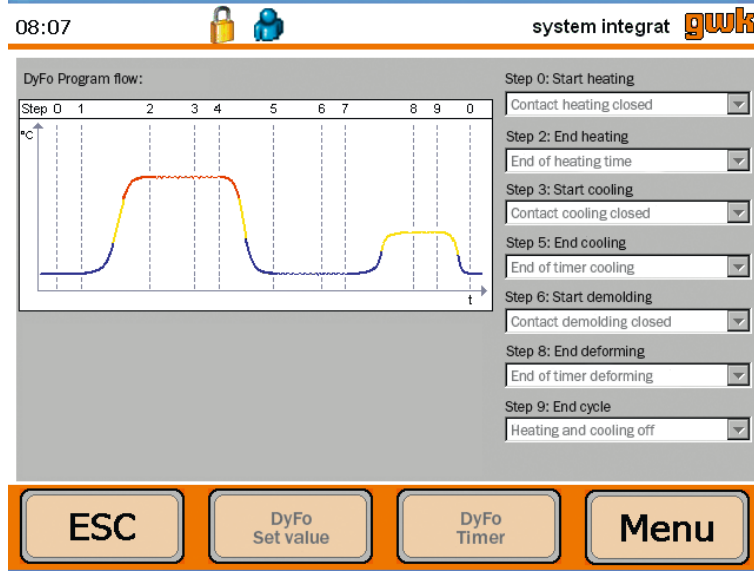 08:07
system integrat gwk
DyFo Program flow:
Step 0 1 2 3 4 5 6 7 8 9 0
°C
t
Step 0: Start heating
Contact heating closed
Step 2: End heating
End of heating time
Step 3: Start cooling
Contact cooling closed
Step 5: End cooling
End of timer cooling
Step 6: Start demolding
Contact demolding closed
Step 8: End deforming
End of timer deforming
Step 9: End cycle
Heating and cooling off
ESC
DyFo
Set value
DyFo
Timer
Menu